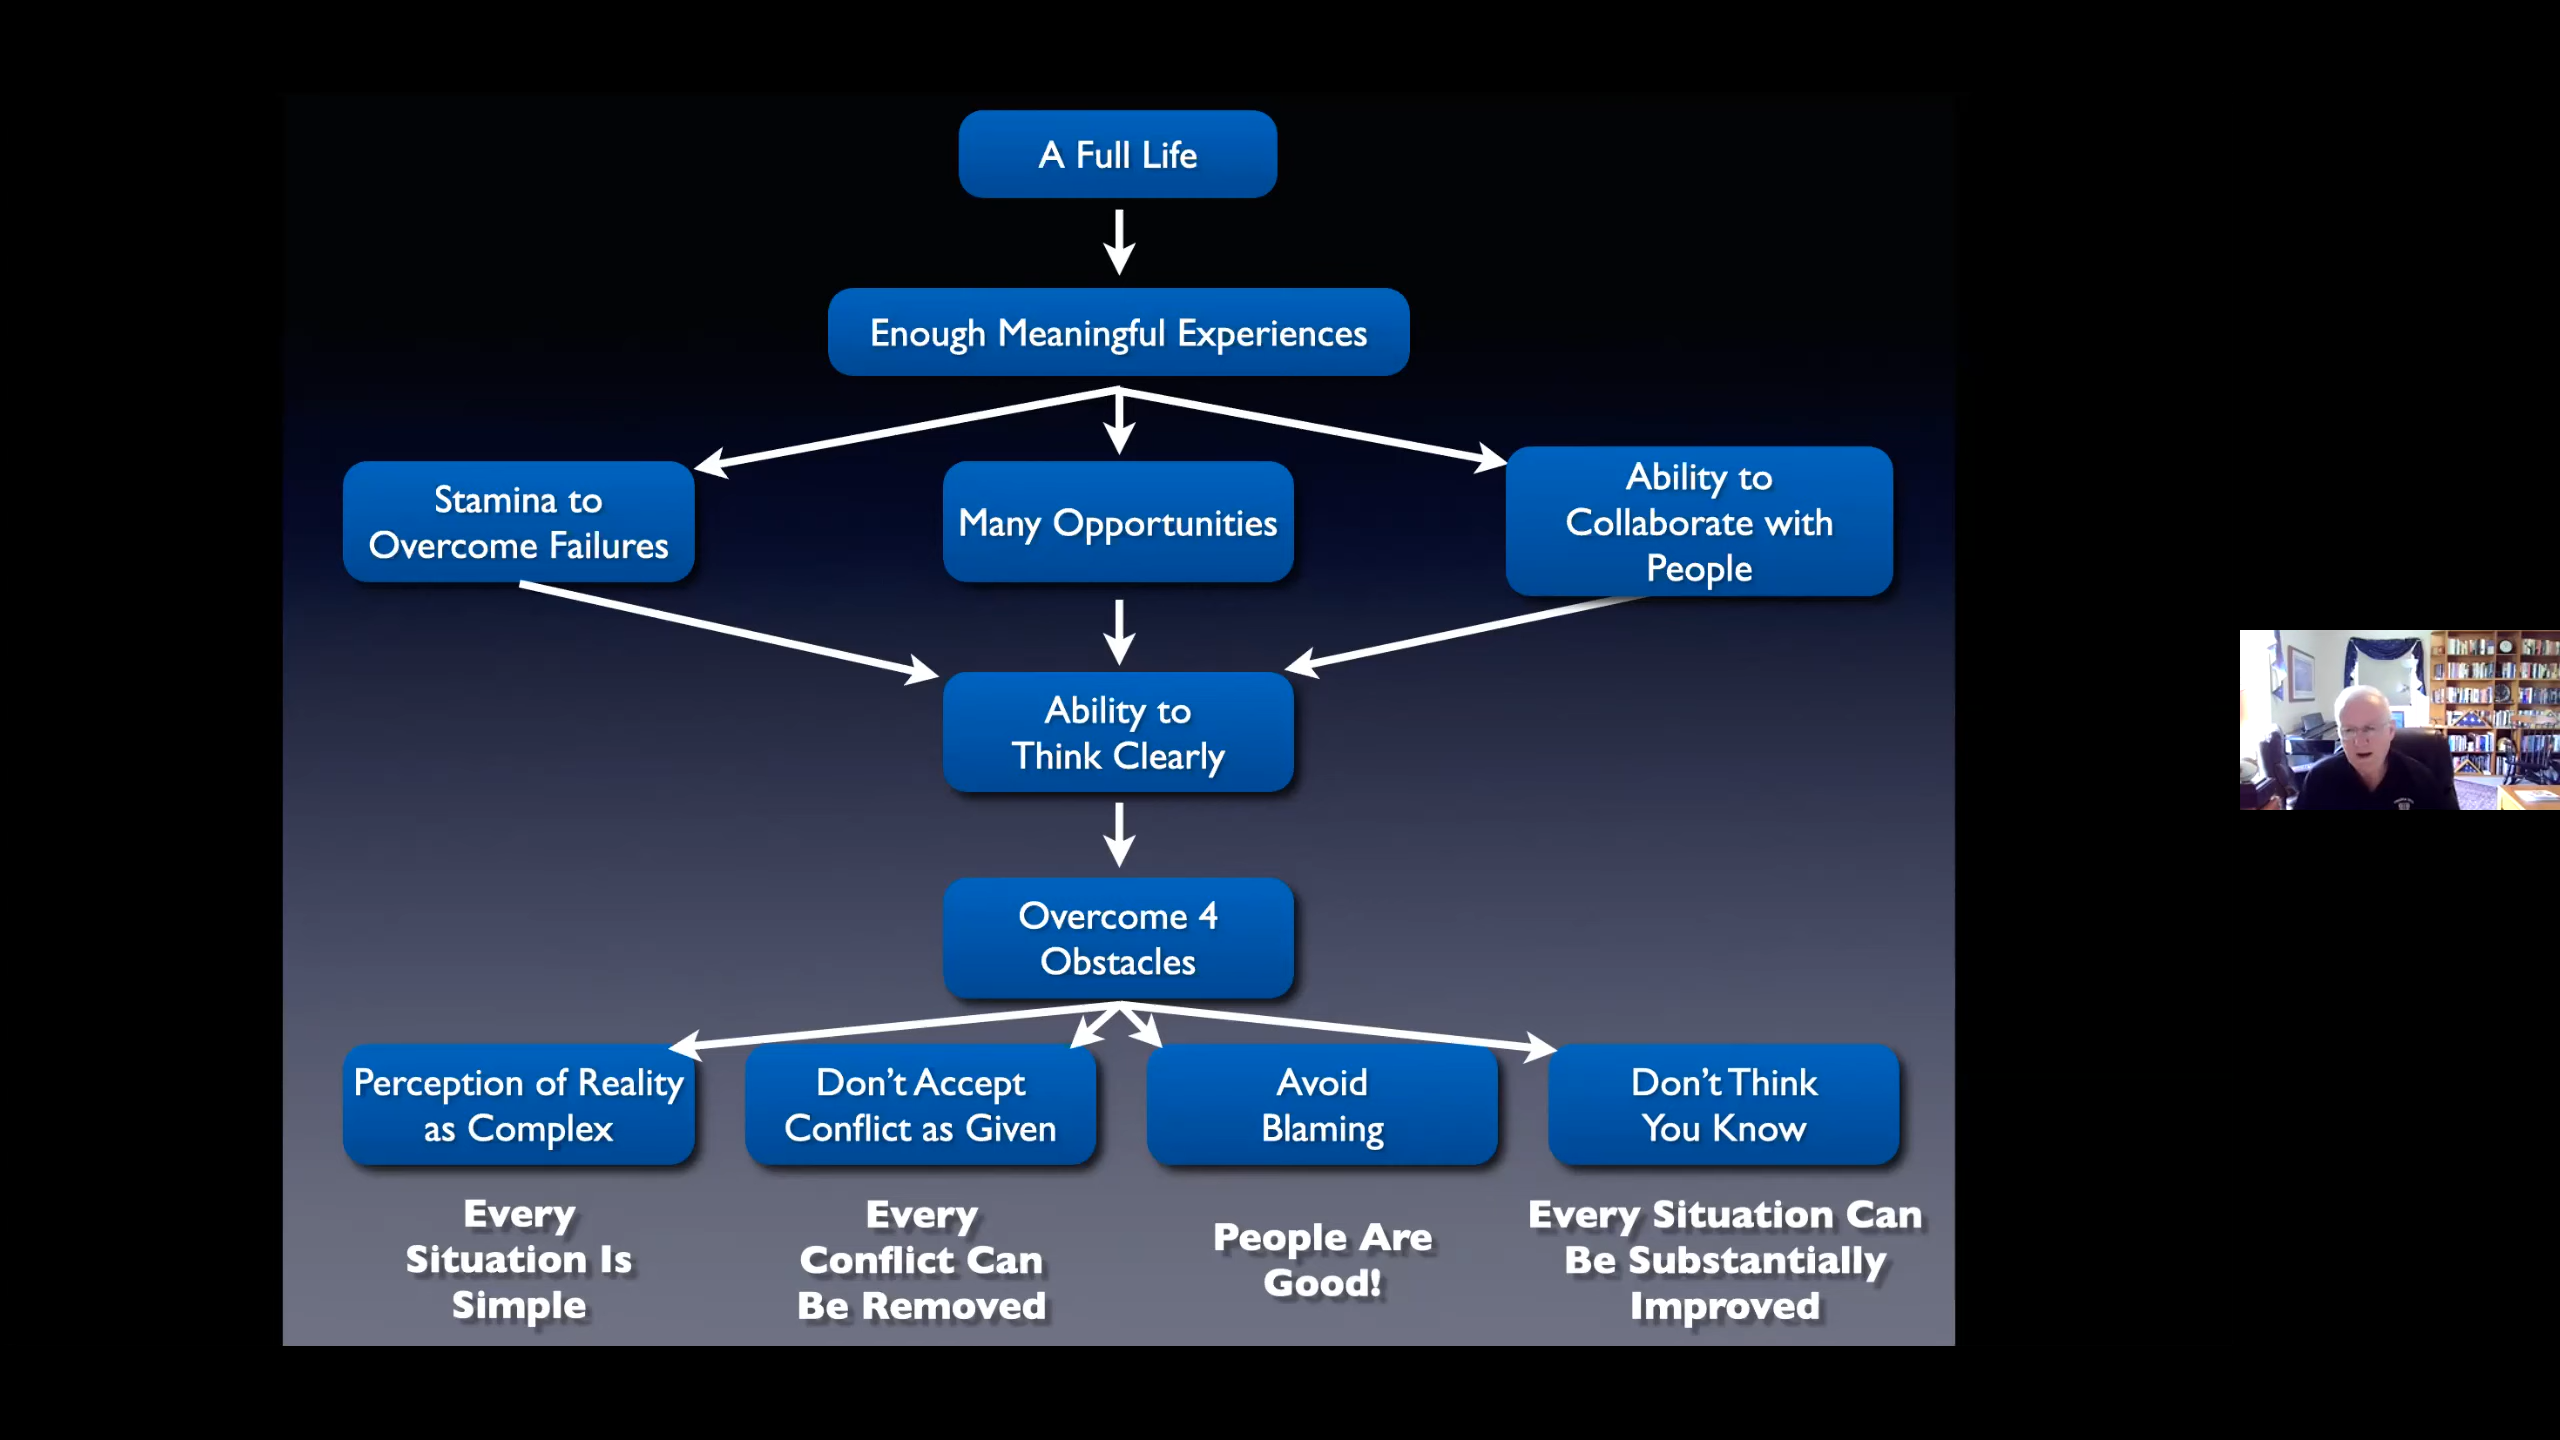 A Full Life
Enough Meaningful Experiences
Stamina to
Overcome Failures
Many Opportunities
Ability to
Collaborate with
People
Ability to
Think Clearly
Overcome 4
Obstacles
Perception of Reality
as Complex
Don't Accept
Conflict as Given
Avoid
Blaming
Don't Think
You Know
Every
Situation Is
Simple
Every
Conflict Can
Be Removed
People Are
Good!
Every Situation Can
Be Substantially
Improved